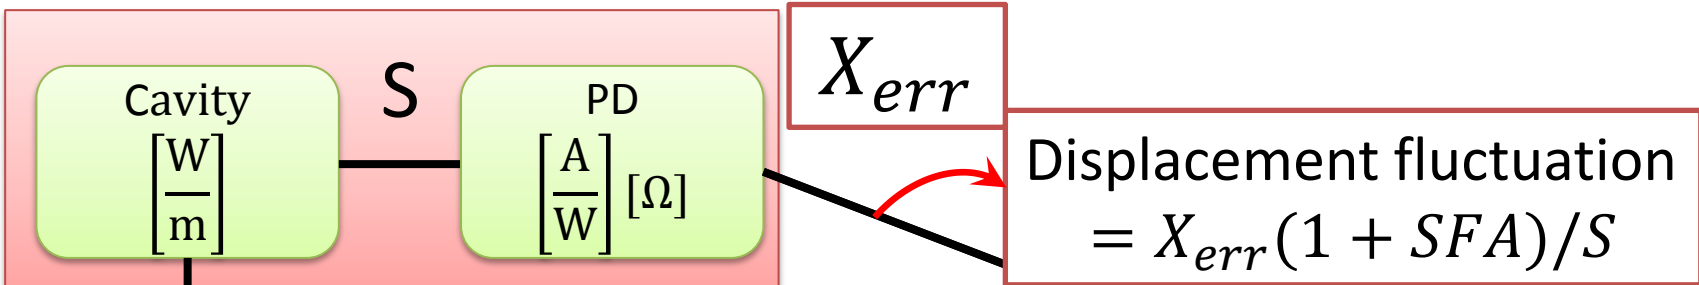 Cavity
[W/m]
S
PD
[A/W] [Ω]
X_err
Displacement fluctuation
= X_err(1 + SFA)/S